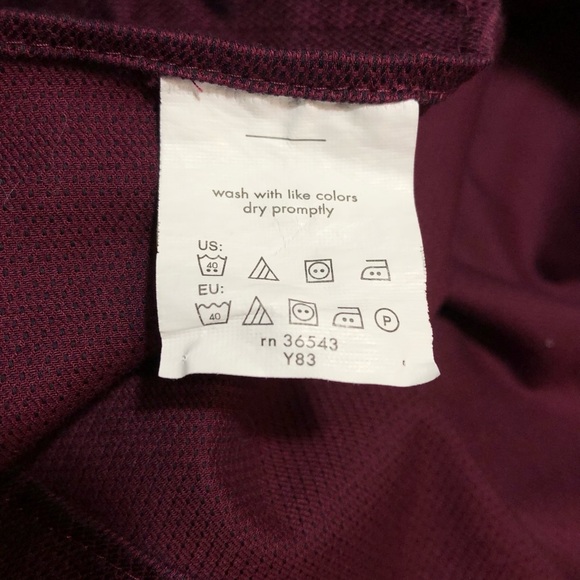 wash with like colors
dry promptly
US:
40
EU:
40 P
rn 36543
Y83